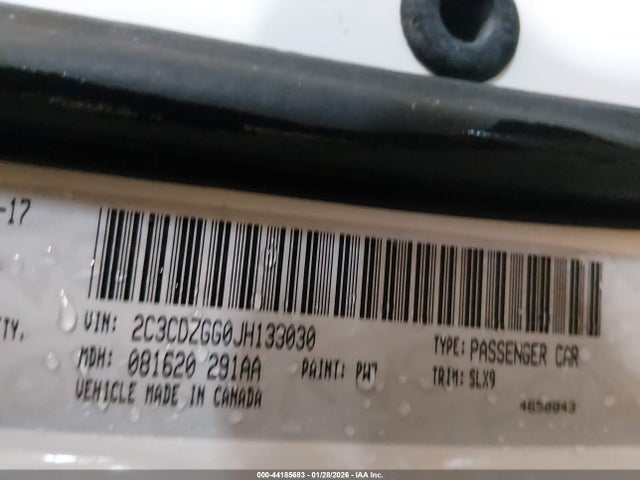 -17
TY,
VIN: 2C3CDZGG0JH133030
TYPE: PASSENGER CAR
MDH: 081620 291AA
PAINT: PW7
TRIM: SLX9
VEHICLE MADE IN CANADA
4650043
000-44185683 - 01/28/2026 - IAA Inc.